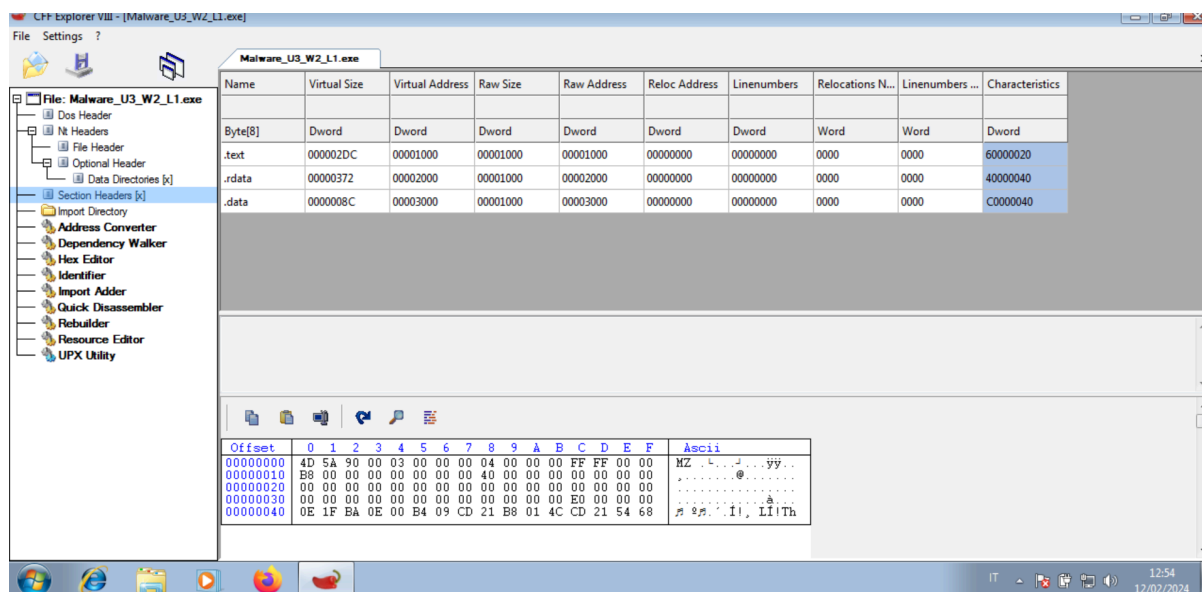 CFF Explorer VIII - [Malware_U3_W2_L1.exe]
File Settings ?
Malware_U3_W2_L1.exe
File: Malware_U3_W2_L1.exe
Dos Header
Nt Headers
File Header
Optional Header
Data Directories [x]
Section Headers [x]
Import Directory
Address Converter
Dependency Walker
Hex Editor
Identifier
Import Adder
Quick Disassembler
Rebuilder
Resource Editor
UPX Utility
Name Virtual Size Virtual Address Raw Size Raw Address Reloc Address Linenumbers Relocations N... Linenumbers ... Characteristics
Byte[8] Dword Dword Dword Dword Dword Dword Word Word Dword
.text 000002DC 00001000 00001000 00001000 00000000 00000000 0000 0000 60000020
.rdata 00000372 00002000 00001000 00002000 00000000 00000000 0000 0000 40000040
.data 0000008C 00003000 00001000 00003000 00000000 00000000 0000 0000 C0000040
Offset 0 1 2 3 4 5 6 7 8 9 A B C D E F Ascii
00000000 4D 5A 90 00 03 00 00 00 04 00 00 00 FF FF 00 00 MZ . └...┘...ÿÿ..
00000010 B8 00 00 00 00 00 00 00 40 00 00 00 00 00 00 00 ¸.......@.......
00000020 00 00 00 00 00 00 00 00 00 00 00 00 00 00 00 00 ................
00000030 00 00 00 00 00 00 00 00 00 00 00 00 E0 00 00 00 ............à...
00000040 0E 1F BA 0E 00 B4 09 CD 21 B8 01 4C CD 21 54 68 ♬ º♬.´.Í!¸ LÍ!Th
IT
12:54
12/02/2024